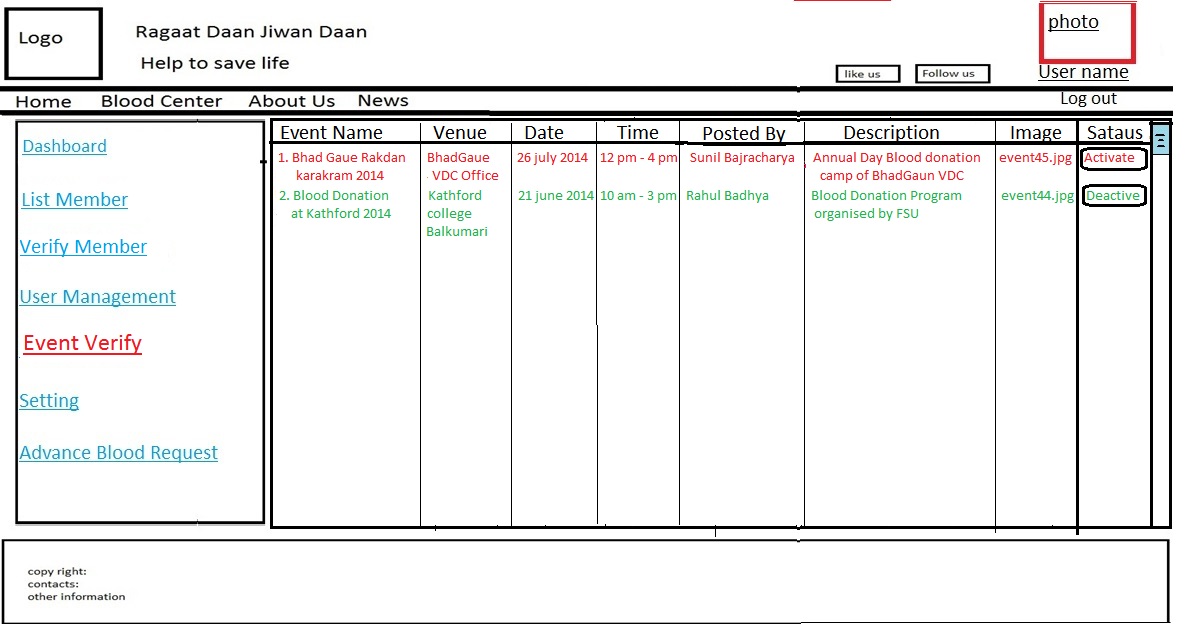 Logo
Ragaat Daan Jiwan Daan
Help to save life
like us
Follow us
photo
User name
Home About Us Blood Center News
Log out
Dashboard
List Member
Verify Member
User Management
Event Verify
Setting
Advance Blood Request
Event Name Venue Date Time Posted By Description Image Sataus
1. Bhad Gaue Rakdan BhadGaue 26 july 2014 12 pm - 4 pm Sunil Bajracharya Annual Day Blood donation event45.jpg Activate
karakram 2014 VDC Office camp of BhadGaun VDC
2. Blood Donation Kathford 21 june 2014 10 am - 3 pm Rahul Badhya Blood Donation Program event44.jpg Deactive
at Kathford 2014 college organised by FSU
Balkumari
copy right:
contacts:
other information